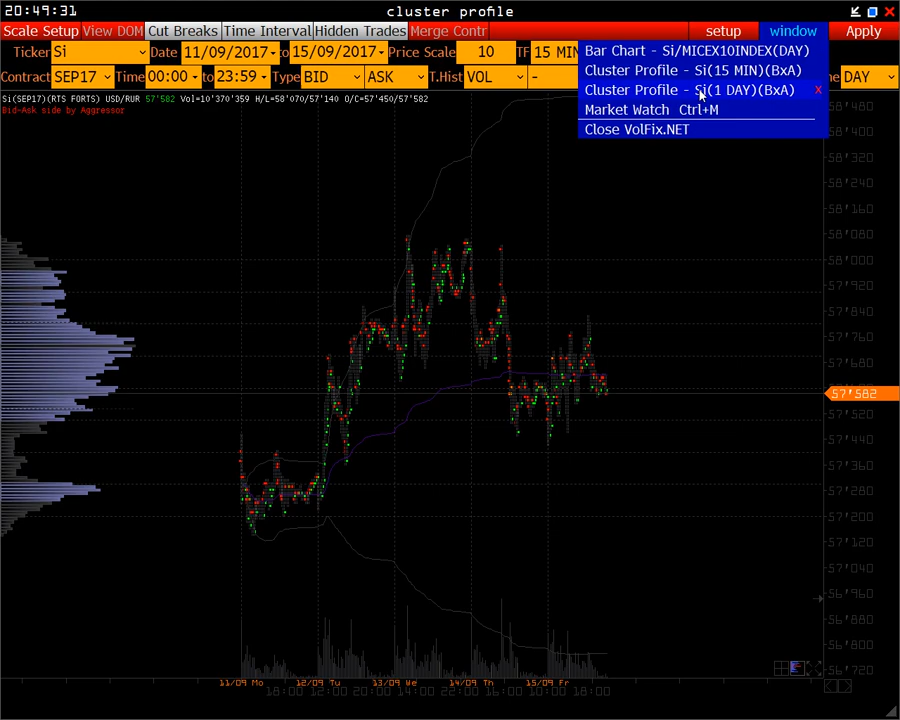 20:49:31 cluster profile
Scale Setup View DOM Cut Breaks Time Interval Hidden Trades Merge Contr setup window Apply
Ticker Si Date 11/09/2017 to 15/09/2017 Price Scale 10 TF 15 MIN
Contract SEP17 Time 00:00 - 23:59 Type BID ASK T.Hist VOL - DAY
Bar Chart - Si/MICEX10INDEX(DAY)
Cluster Profile - Si(15 MIN)(BxA)
Cluster Profile - Si(1 DAY)(BxA) x
Market Watch Ctrl+M
Close VolFix.NET
Si(SEP17)(RTS FORTS) USD/RUR 57'582 Vol=10'370'359 H/L=58'070/57'140 O/C=57'450/57'582
Bid-Ask side by Aggressor
58'480
58'400
58'320
58'240
58'160
58'080
58'000
57'920
57'840
57'760
57'680
57'582
57'520
57'440
57'360
57'280
57'200
57'120
57'040
56'960
56'880
56'800
56'720
11/09 Mo 12/09 Tu 13/09 We 14/09 Th 15/09 Fr
18:00 12:00 20:00 14:00 22:00 16:00 10:00 18:00